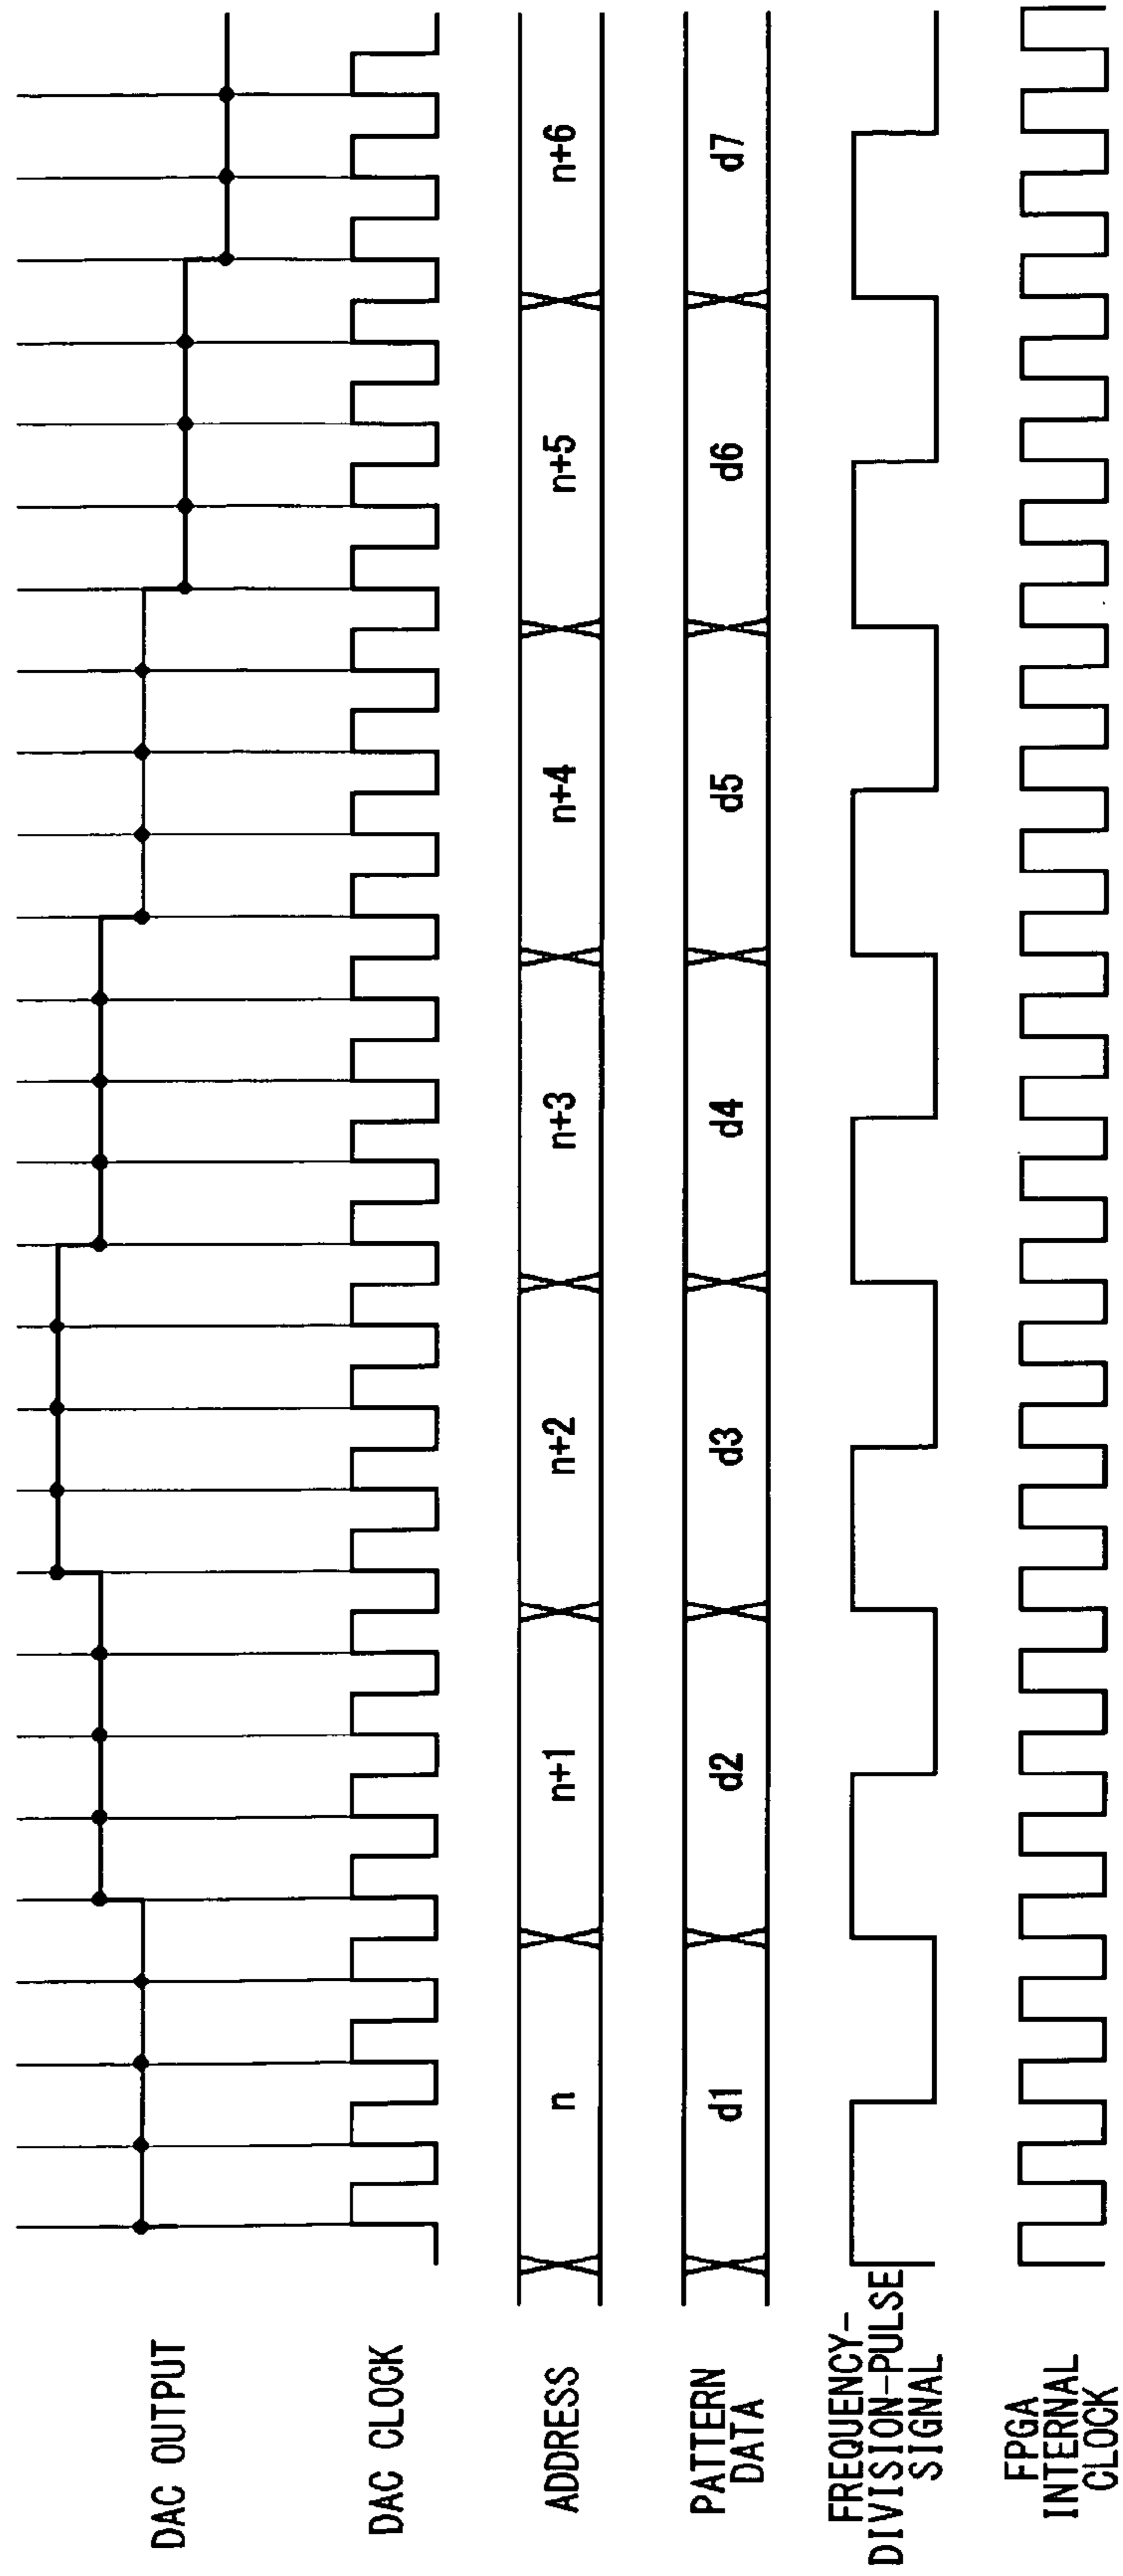 DAC OUTPUT
DAC CLOCK
ADDRESS
n
n+1
n+2
n+3
n+4
n+5
n+6
PATTERN
DATA
d1
d2
d3
d4
d5
d6
d7
FREQUENCY-
DIVISION-PULSE
SIGNAL
FPGA
INTERNAL
CLOCK